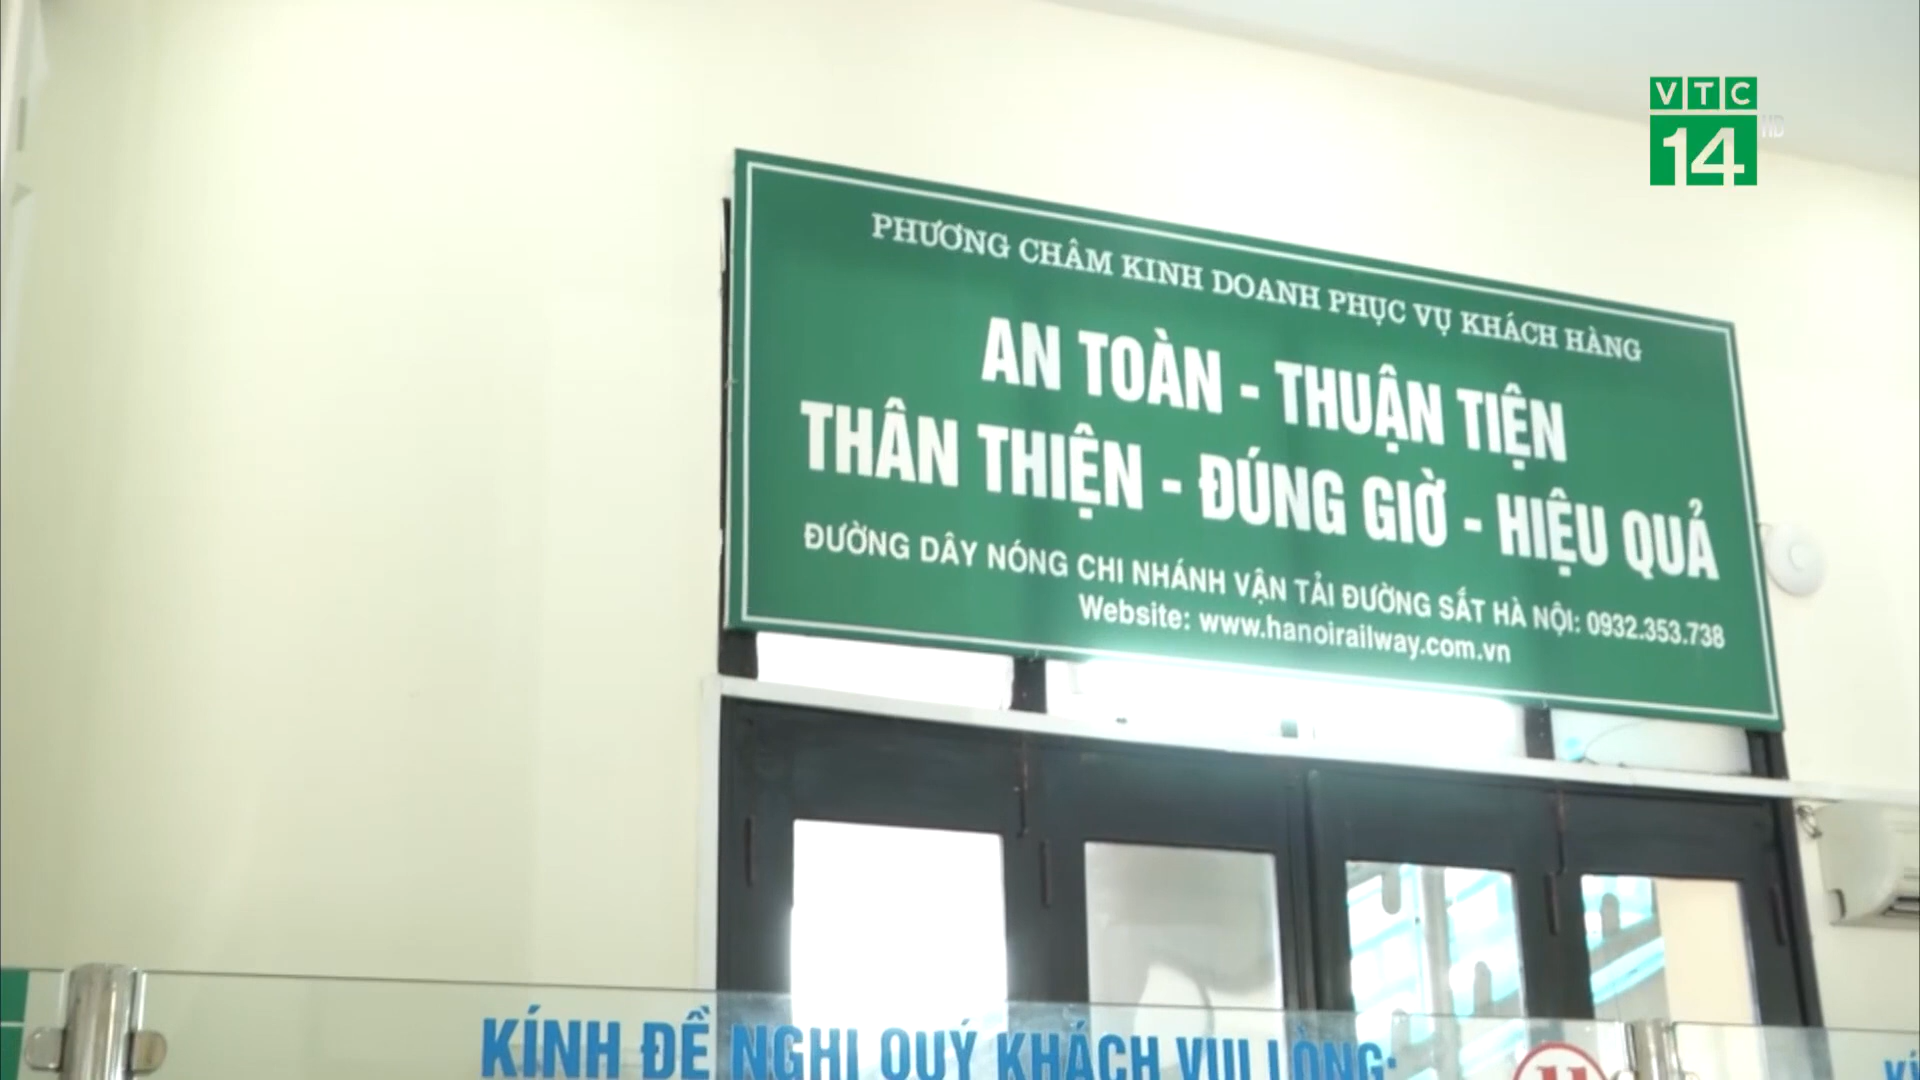 VTC
14
HD
PHƯƠNG CHÂM KINH DOANH PHỤC VỤ KHÁCH HÀNG
AN TOÀN - THUẬN TIỆN
THÂN THIỆN - ĐÚNG GIỜ - HIỆU QUẢ
ĐƯỜNG DÂY NÓNG CHI NHÁNH VẬN TẢI ĐƯỜNG SẮT HÀ NỘI: 0932.353.738
Website: www.hanoirailway.com.vn
KÍNH ĐỀ NGHỊ QUÝ KHÁCH VUI LÒNG: